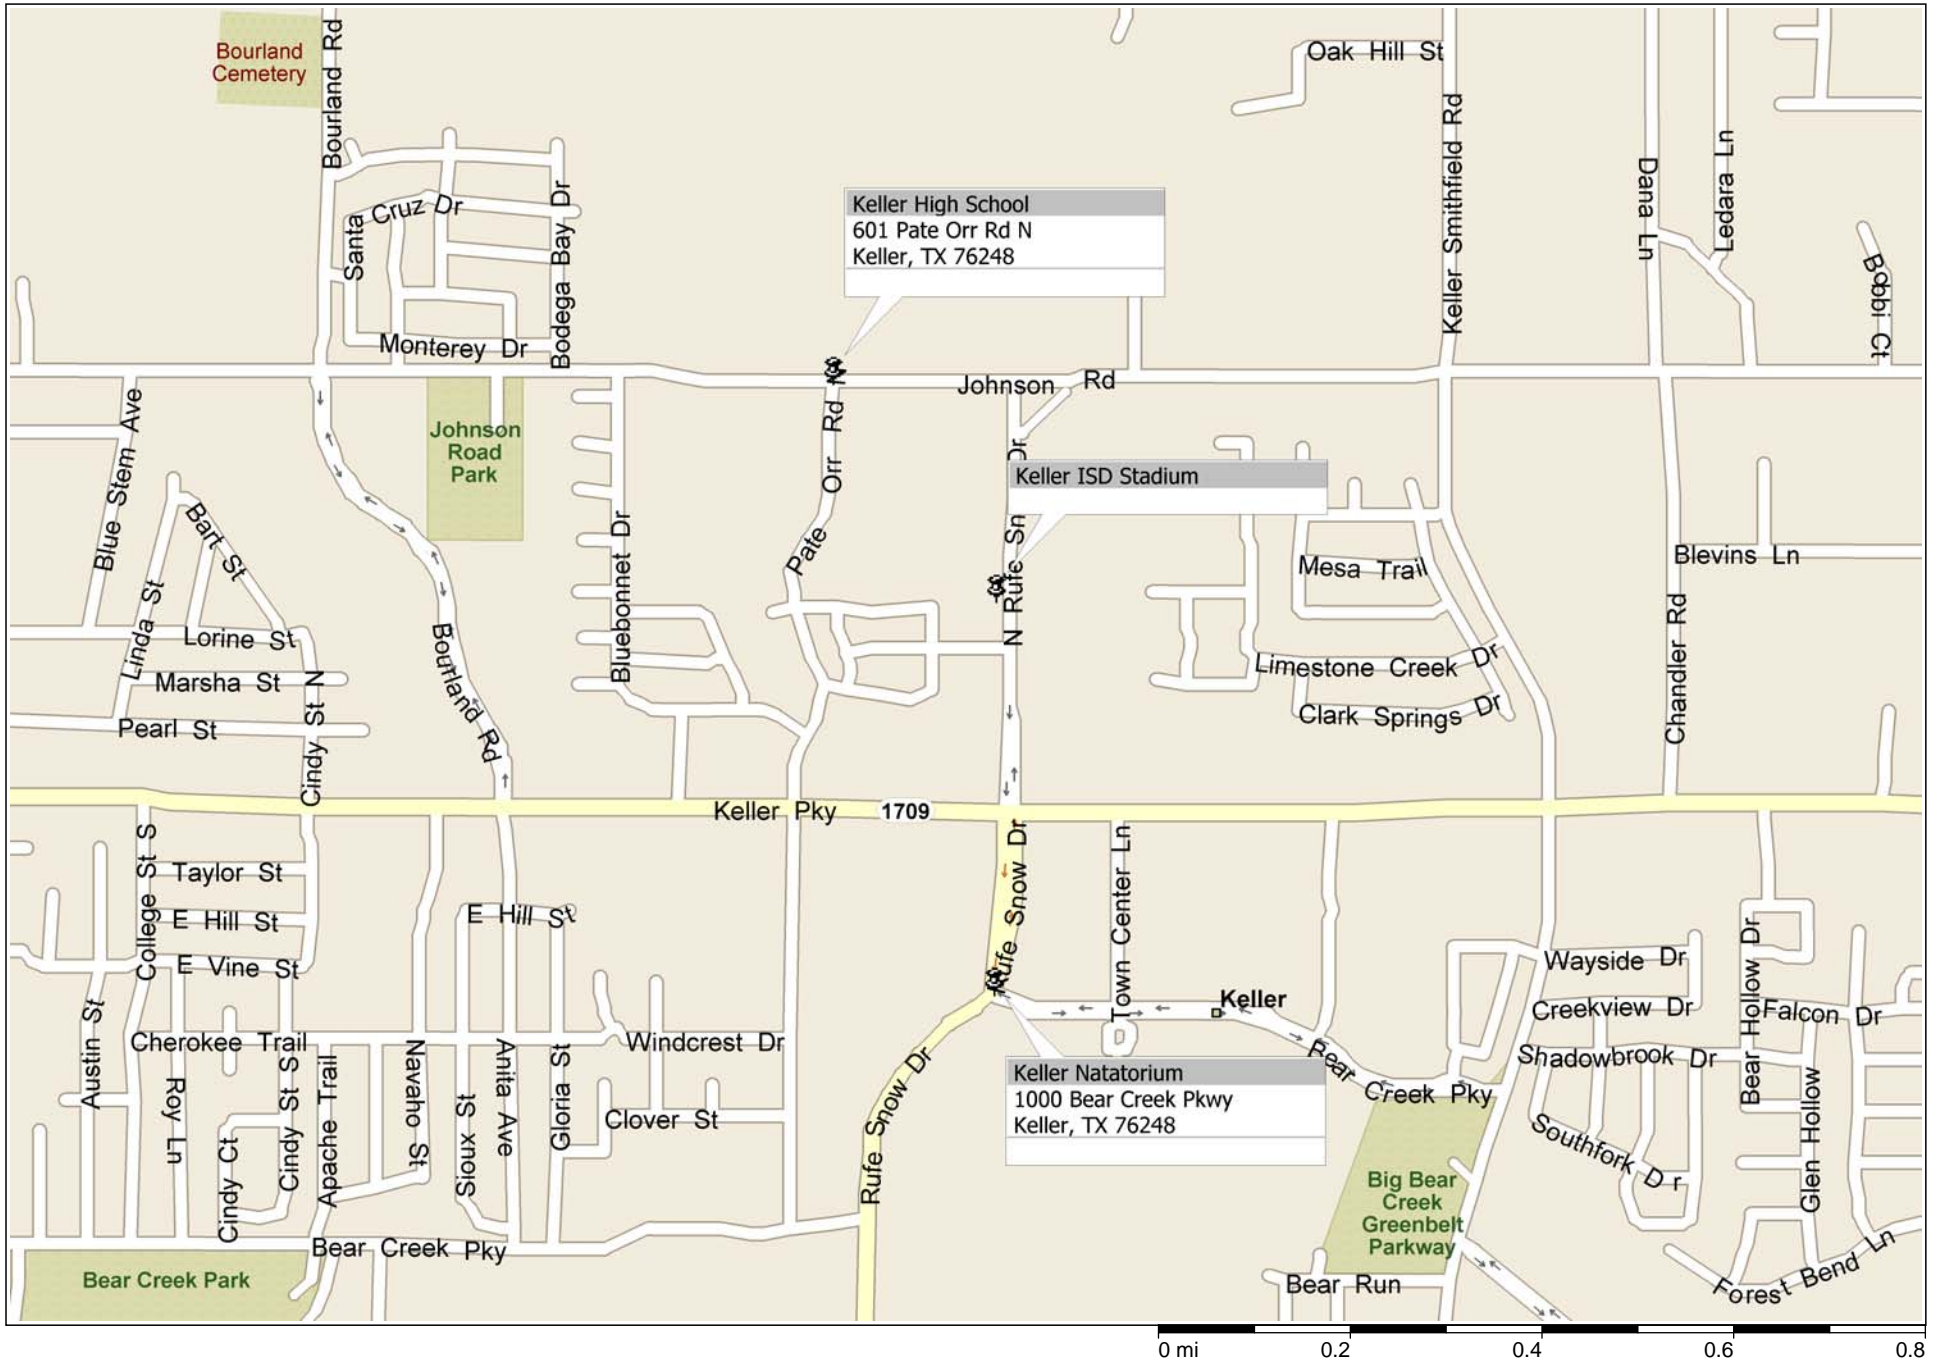 Bourland
Cemetery
Bourland Rd
Oak Hill St
Keller Smithfield Rd
Dana Ln
Ledara Ln
Bobbi Ct
Santa Cruz Dr
Bodega Bay Dr
Monterey Dr
Keller High School
601 Pate Orr Rd N
Keller, TX 76248
Johnson Rd
Blue Stem Ave
Johnson
Road
Park
Pate Orr Rd N
Keller ISD Stadium
N Rufe Sn Dr
Bart St
Linda St
Lorine St
Marsha St
Pearl St
Cindy St N
Bourland Rd
Bluebonnet Dr
Mesa Trail
Limestone Creek Dr
Clark Springs Dr
Blevins Ln
Chandler Rd
Keller Pky
1709
College St S
Taylor St
E Hill St
E Vine St
E Hill St
Rufe Snow Dr
Town Center Ln
Keller
Wayside Dr
Creekview Dr
Shadowbrook Dr
Bear Hollow Dr
Falcon Dr
Austin St
Cherokee Trail
Windcrest Dr
Roy Ln
Cindy Ct
Cindy St S
Apache Trail
Navaho St
Sioux St
Anita Ave
Gloria St
Clover St
Rufe Snow Dr
Keller Natatorium
1000 Bear Creek Pkwy
Keller, TX 76248
Bear Creek Pky
Southfork Dr
Glen Hollow
Big Bear
Creek
Greenbelt
Parkway
Bear Creek Pky
Bear Creek Park
Bear Run
Forest Bend Ln
0 mi 0.2 0.4 0.6 0.8